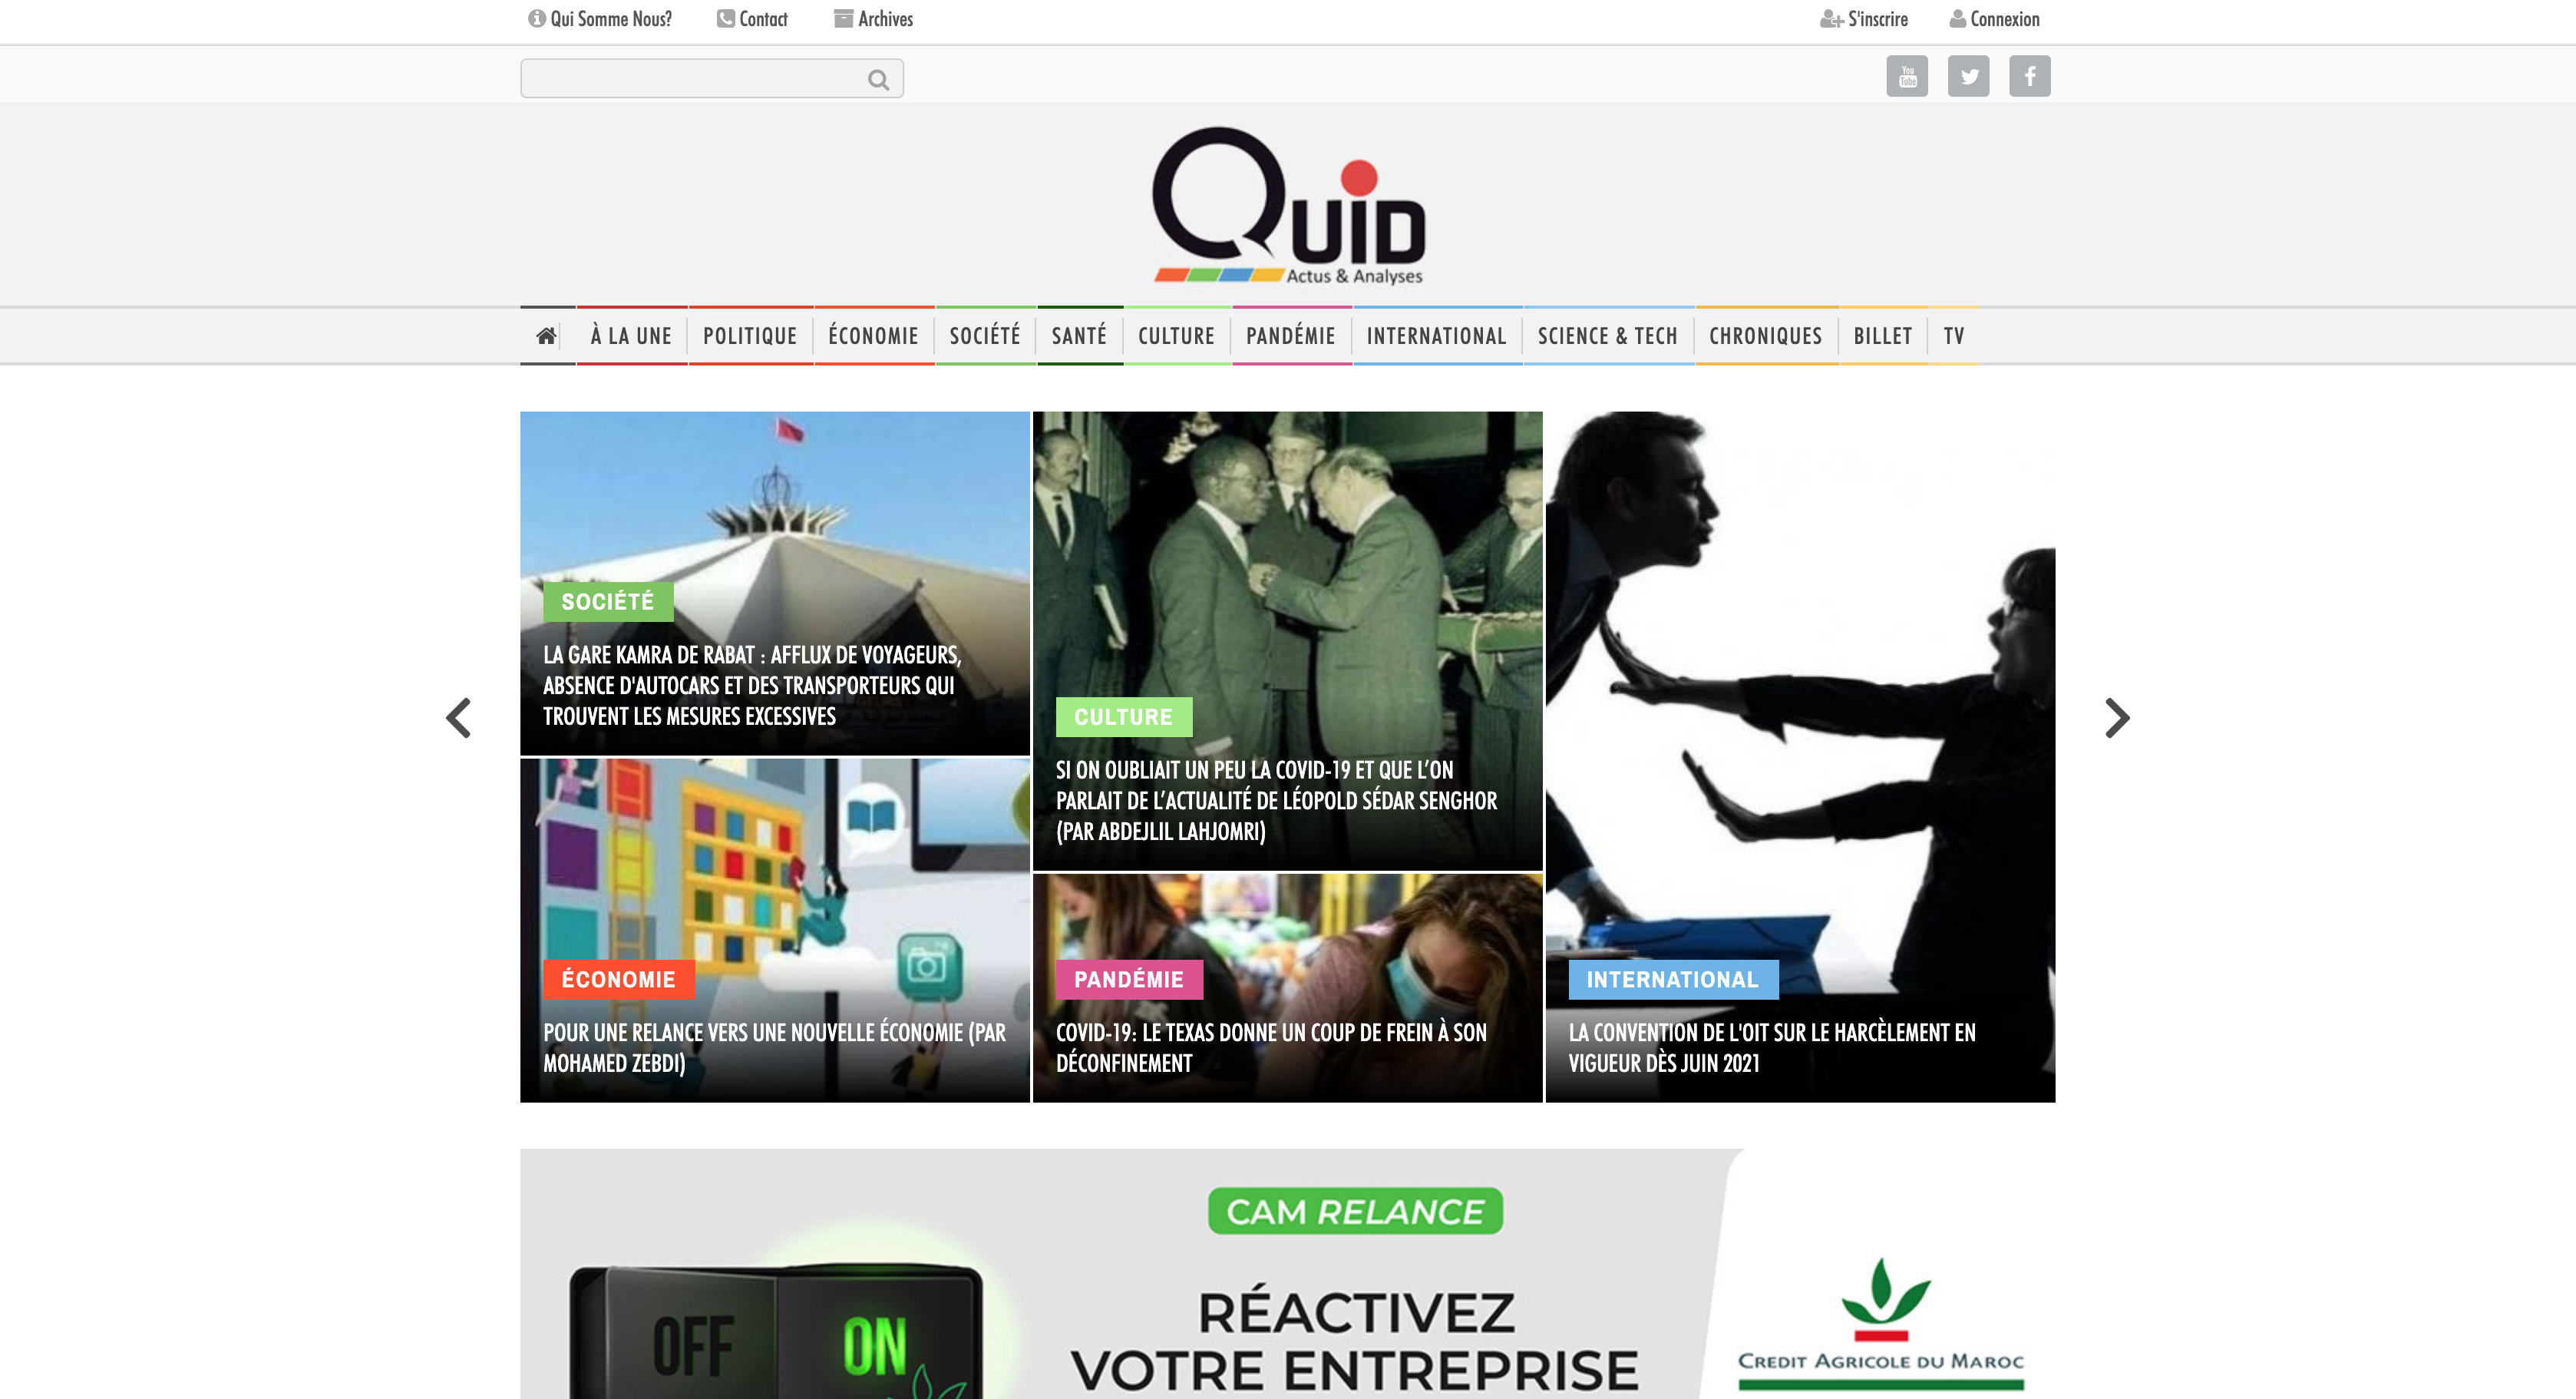 Qui Somme Nous?
Contact
Archives
S'inscrire
Connexion
You
Tube
QUiD
Actus & Analyses
À LA UNE
POLITIQUE
ÉCONOMIE
SOCIÉTÉ
SANTÉ
CULTURE
PANDÉMIE
INTERNATIONAL
SCIENCE & TECH
CHRONIQUES
BILLET
TV
SOCIÉTÉ
LA GARE KAMRA DE RABAT : AFFLUX DE VOYAGEURS,
ABSENCE D'AUTOCARS ET DES TRANSPORTEURS QUI
TROUVENT LES MESURES EXCESSIVES
ÉCONOMIE
POUR UNE RELANCE VERS UNE NOUVELLE ÉCONOMIE (PAR
MOHAMED ZEBDI)
CULTURE
SI ON OUBLIAIT UN PEU LA COVID-19 ET QUE L’ON
PARLAIT DE L’ACTUALITÉ DE LÉOPOLD SÉDAR SENGHOR
(PAR ABDEJLIL LAHJOMRI)
PANDÉMIE
COVID-19: LE TEXAS DONNE UN COUP DE FREIN À SON
DÉCONFINEMENT
INTERNATIONAL
LA CONVENTION DE L'OIT SUR LE HARCÈLEMENT EN
VIGUEUR DÈS JUIN 2021
CAM RELANCE
RÉACTIVEZ
VOTRE ENTREPRISE
OFF
ON
CREDIT AGRICOLE DU MAROC